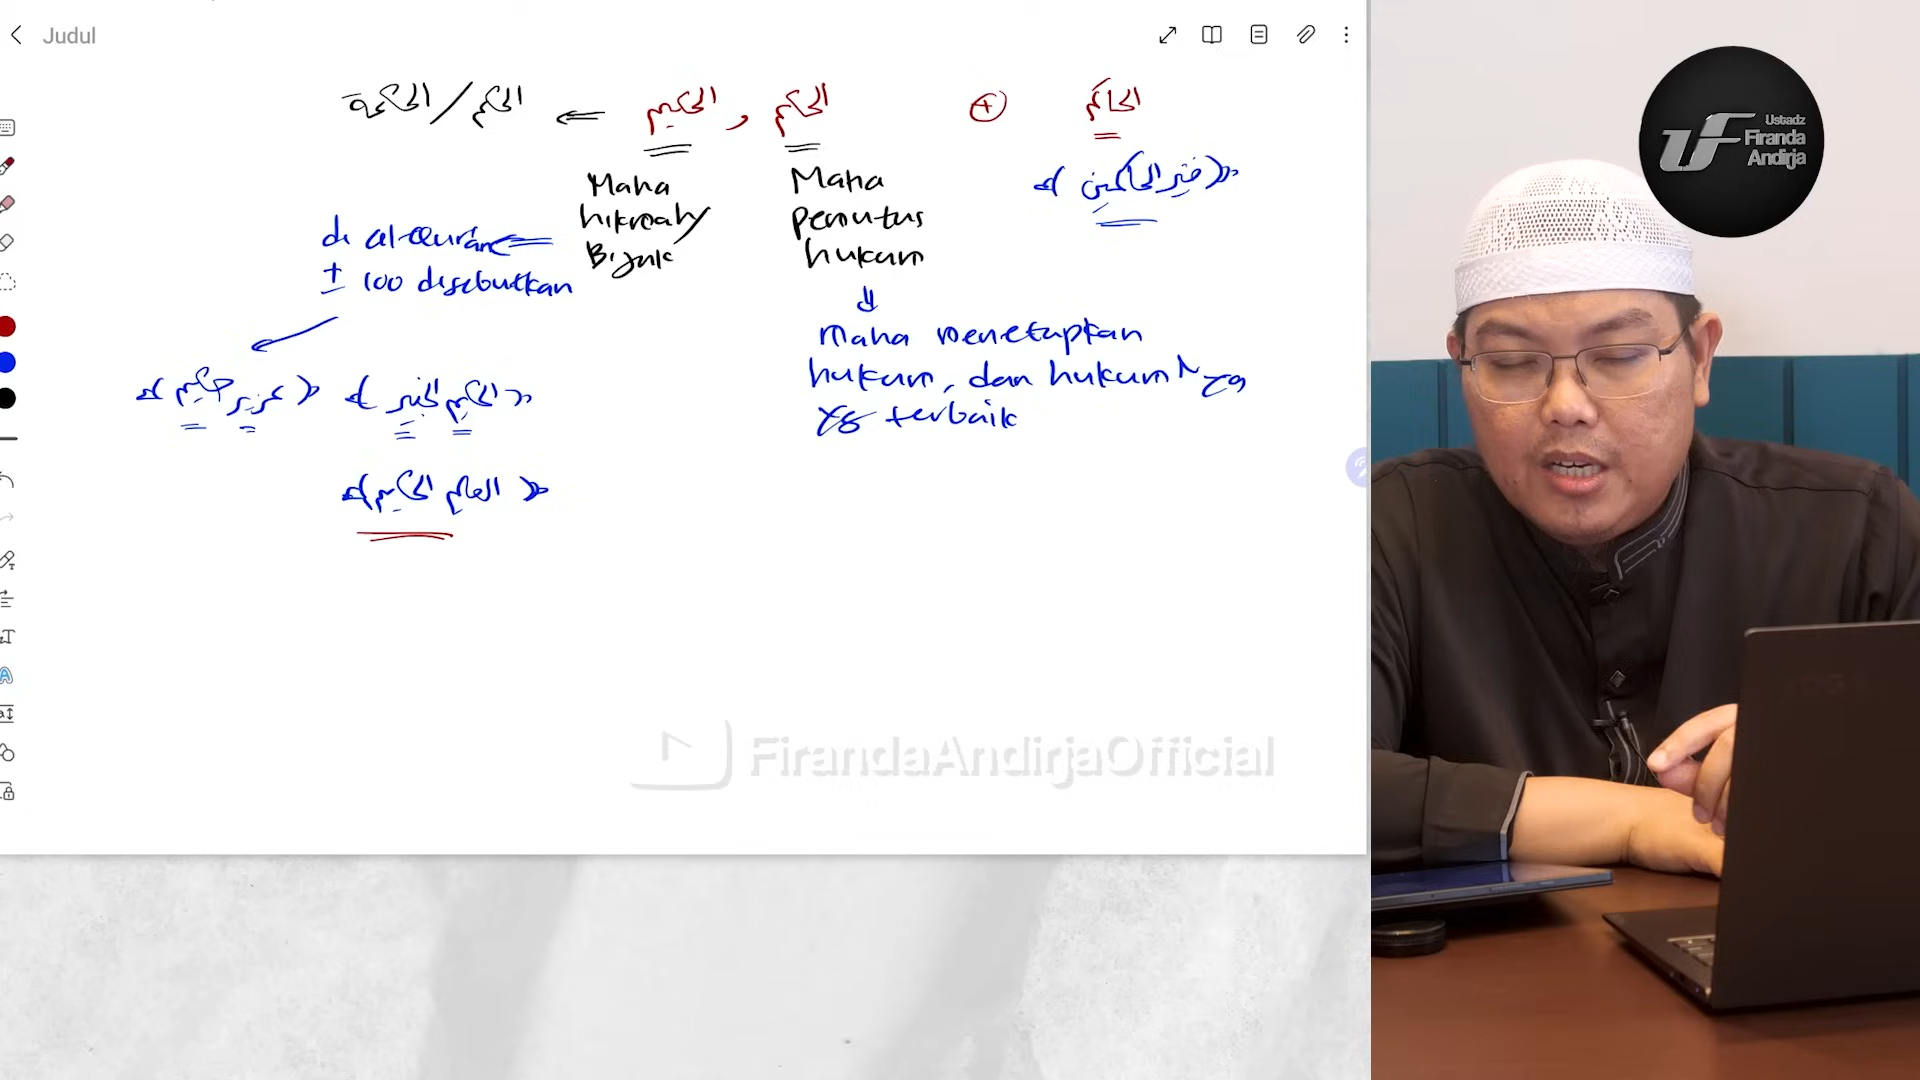 Judul
الحكم / الحكمة ⇐ الحكيم , الحكم + الحاكم
Maha hikmah/ Bijak
Maha pemutus hukum
﴿خير الحاكمين﴾
di al-Quran
± 100 disebutkan
⇓
Maha menetapkan
hukum, dan hukumNya
yg terbaik
﴿الحكيم الخبير﴾
﴿عزيز حكيم﴾
﴿العليم الحكيم﴾
Ustadz
Firanda
Andirja
FirandaAndirjaOfficial